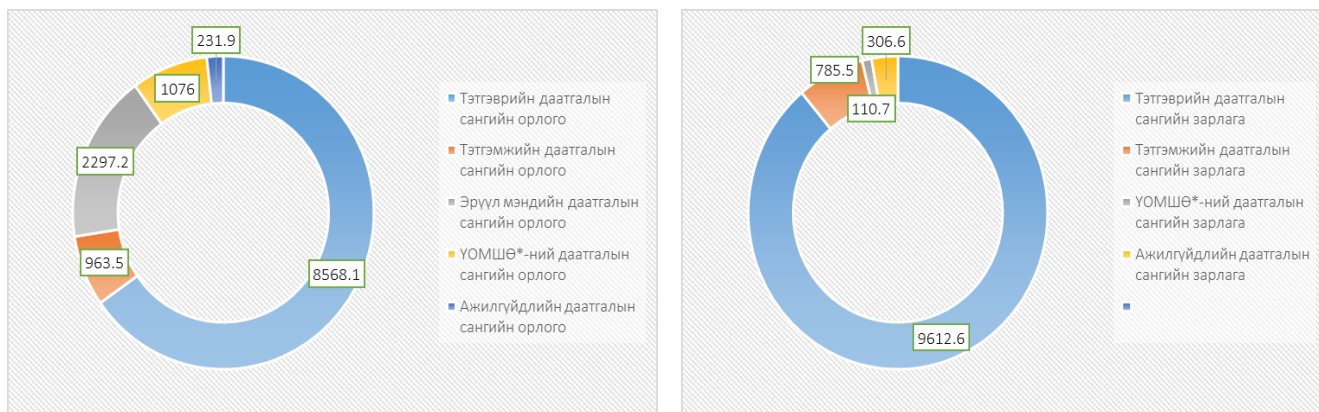 231.9
1076
2297.2
963.5
8568.1
Тэтгэврийн даатгалын
сангийн орлого
Тэтгэмжийн даатгалын
сангийн орлого
Эрүүл мэндийн даатгалын
сангийн орлого
ҮОМШӨ*-ний даатгалын
сангийн орлого
Ажилгүйдлийн даатгалын
сангийн орлого
306.6
785.5
110.7
9612.6
Тэтгэврийн даатгалын
сангийн зарлага
Тэтгэмжийн даатгалын
сангийн зарлага
ҮОМШӨ*-ний даатгалын
сангийн зарлага
Ажилгүйдлийн даатгалын
сангийн зарлага